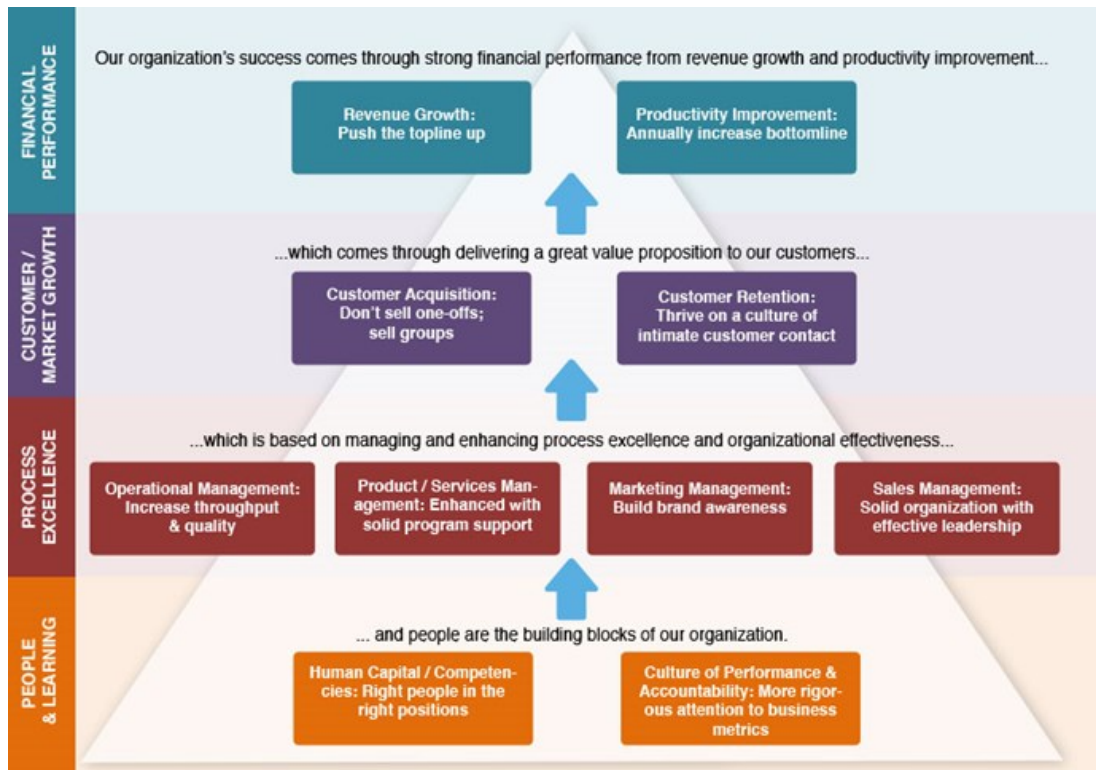 FINANCIAL
PERFORMANCE
Our organization's success comes through strong financial performance from revenue growth and productivity improvement...
Revenue Growth:
Push the topline up
Productivity Improvement:
Annually increase bottomline
CUSTOMER /
MARKET GROWTH
...which comes through delivering a great value proposition to our customers...
Customer Acquisition:
Don't sell one-offs;
sell groups
Customer Retention:
Thrive on a culture of
intimate customer contact
PROCESS
EXCELLENCE
...which is based on managing and enhancing process excellence and organizational effectiveness...
Operational Management:
Increase throughput
& quality
Product / Services Man-
agement: Enhanced with
solid program support
Marketing Management:
Build brand awareness
Sales Management:
Solid organization with
effective leadership
PEOPLE
& LEARNING
... and people are the building blocks of our organization.
Human Capital / Competen-
cies: Right people in the
right positions
Culture of Performance &
Accountability: More rigor-
ous attention to business
metrics